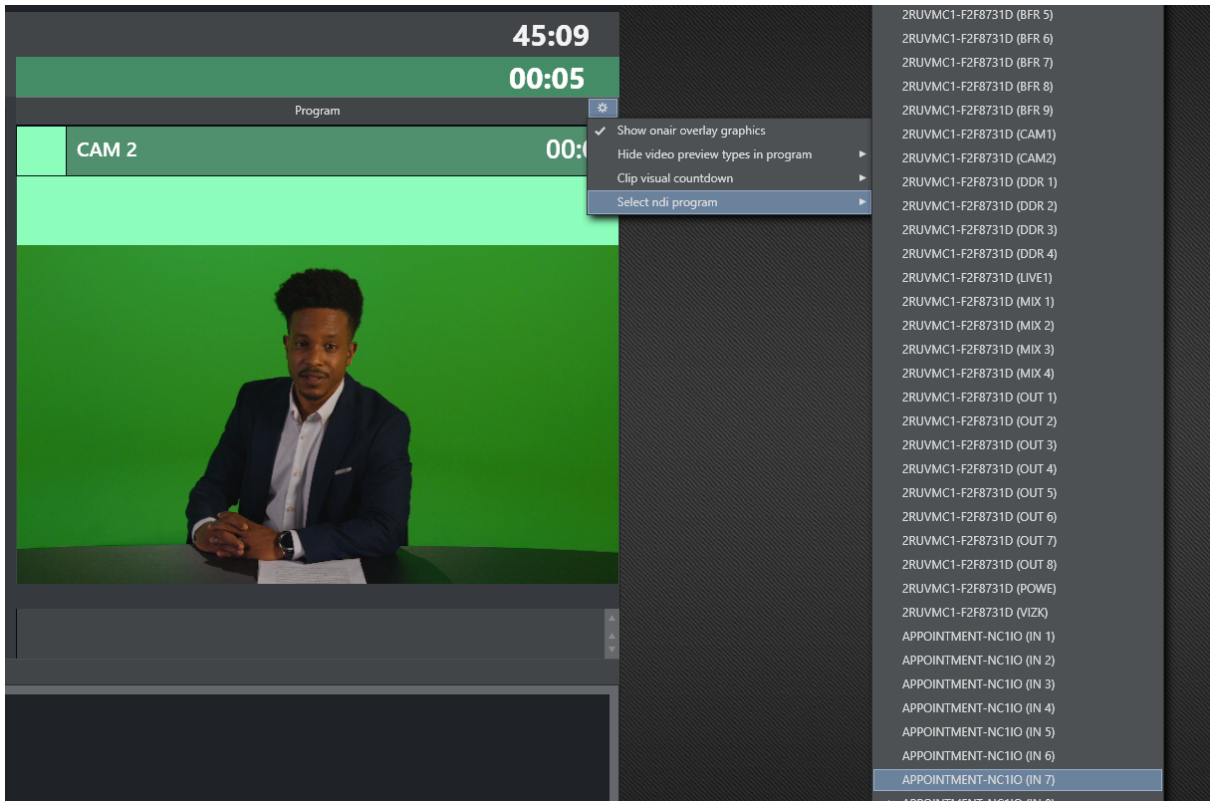 45:09
00:05
Program
CAM 2
Show onair overlay graphics
Hide video preview types in program
Clip visual countdown
Select ndi program
2RUVMC1-F2F8731D (BFR 5)
2RUVMC1-F2F8731D (BFR 6)
2RUVMC1-F2F8731D (BFR 7)
2RUVMC1-F2F8731D (BFR 8)
2RUVMC1-F2F8731D (BFR 9)
2RUVMC1-F2F8731D (CAM1)
2RUVMC1-F2F8731D (CAM2)
2RUVMC1-F2F8731D (DDR 1)
2RUVMC1-F2F8731D (DDR 2)
2RUVMC1-F2F8731D (DDR 3)
2RUVMC1-F2F8731D (DDR 4)
2RUVMC1-F2F8731D (LIVE1)
2RUVMC1-F2F8731D (MIX 1)
2RUVMC1-F2F8731D (MIX 2)
2RUVMC1-F2F8731D (MIX 3)
2RUVMC1-F2F8731D (MIX 4)
2RUVMC1-F2F8731D (OUT 1)
2RUVMC1-F2F8731D (OUT 2)
2RUVMC1-F2F8731D (OUT 3)
2RUVMC1-F2F8731D (OUT 4)
2RUVMC1-F2F8731D (OUT 5)
2RUVMC1-F2F8731D (OUT 6)
2RUVMC1-F2F8731D (OUT 7)
2RUVMC1-F2F8731D (OUT 8)
2RUVMC1-F2F8731D (POWE)
2RUVMC1-F2F8731D (VIZK)
APPOINTMENT-NC1IO (IN 1)
APPOINTMENT-NC1IO (IN 2)
APPOINTMENT-NC1IO (IN 3)
APPOINTMENT-NC1IO (IN 4)
APPOINTMENT-NC1IO (IN 5)
APPOINTMENT-NC1IO (IN 6)
APPOINTMENT-NC1IO (IN 7)